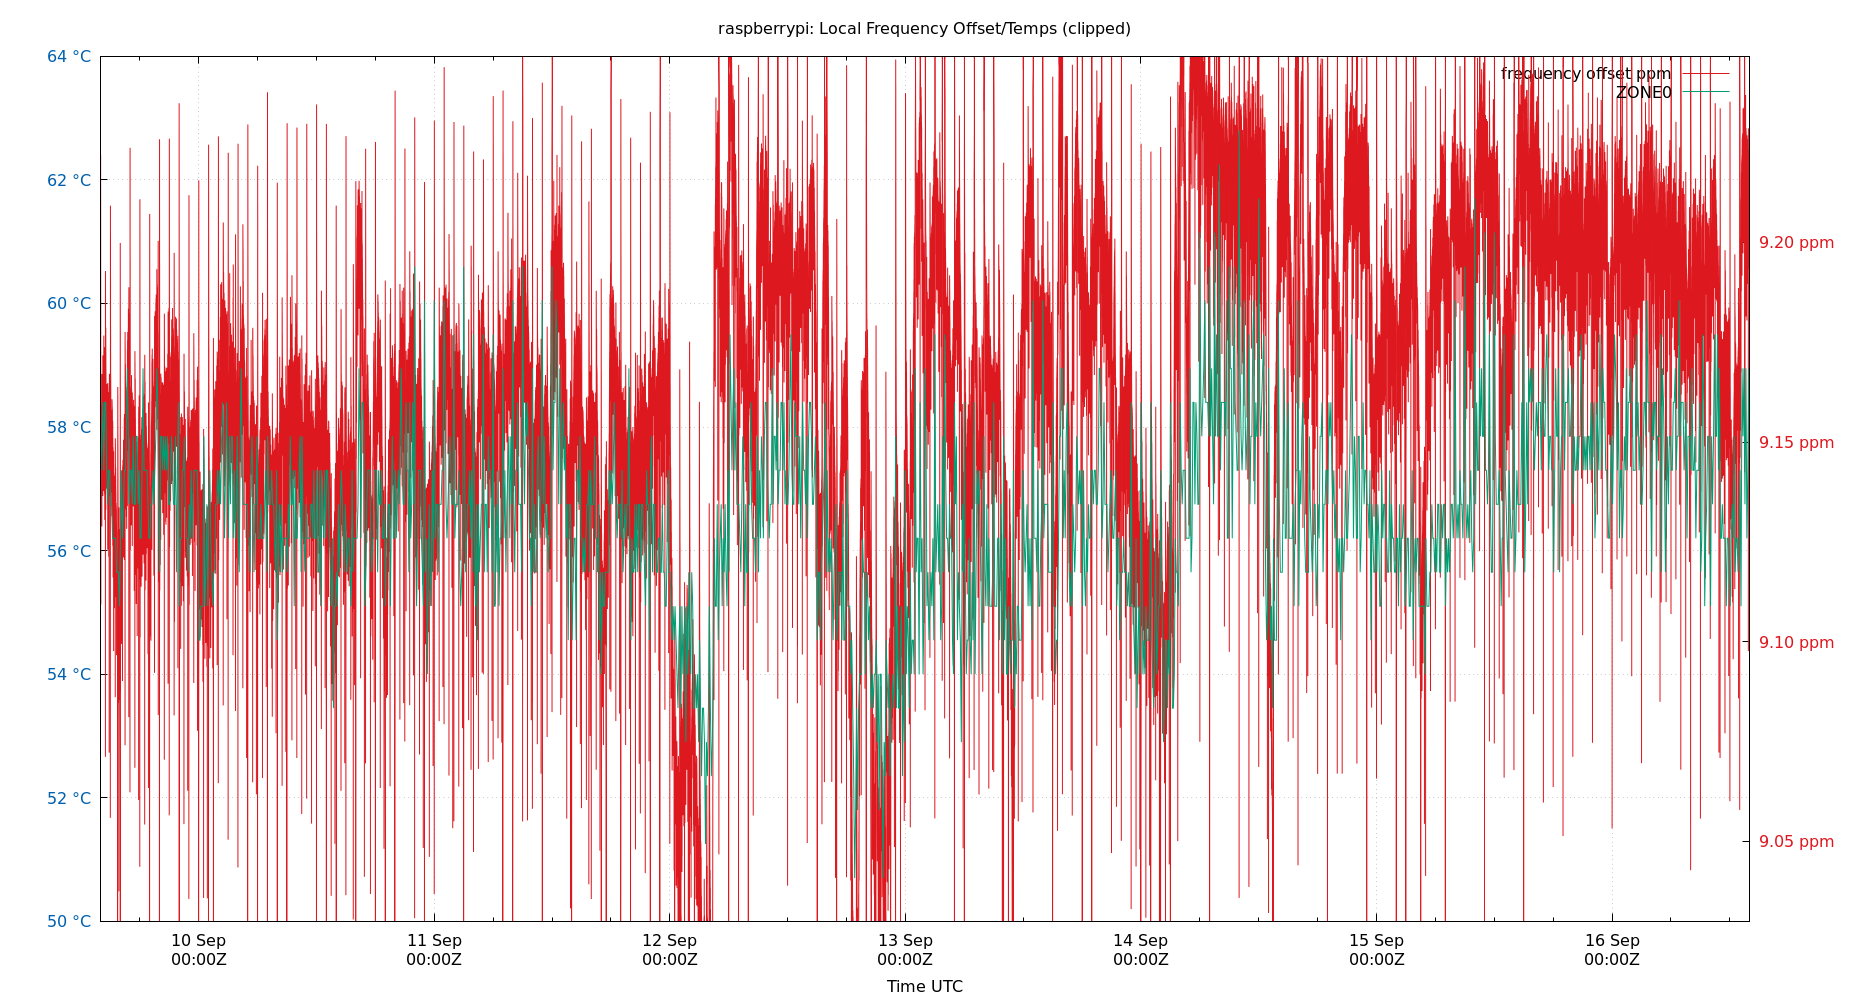 raspberrypi: Local Frequency Offset/Temps (clipped)
64 °C
62 °C
60 °C
58 °C
56 °C
54 °C
52 °C
50 °C
frequency offset ppm
ZONE0
9.20 ppm
9.15 ppm
9.10 ppm
9.05 ppm
10 Sep 11 Sep 12 Sep 13 Sep 14 Sep 15 Sep 16 Sep
00:00Z 00:00Z 00:00Z 00:00Z 00:00Z 00:00Z 00:00Z
Time UTC